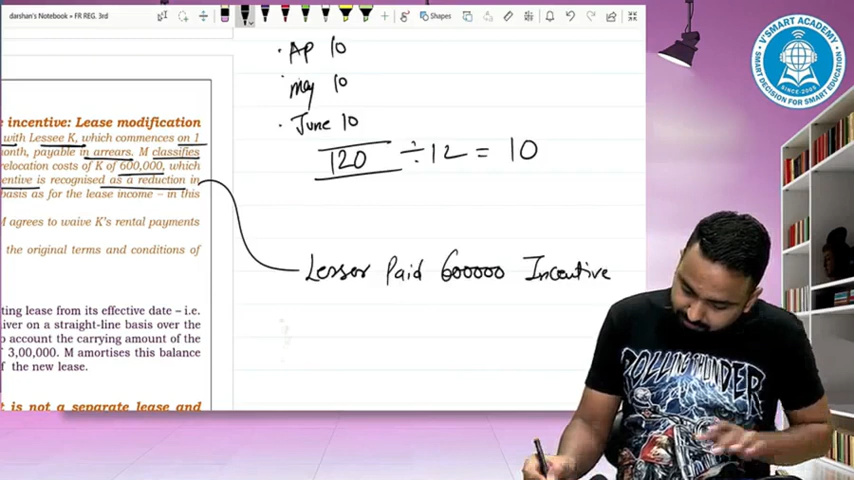 darshan's Notebook » FR REG. 3rd
Shapes
V'SMART ACADEMY
SMART DECISION FOR SMART EDUCATION
SINCE-2005
· AP 10
· may 10
· June 10
120 ÷ 12 = 10
e incentive: Lease modification
with Lessee K, which commences on 1
month, payable in arrears. M classifies
relocation costs of K of 600,000, which
entive is recognised as a reduction in
basis as for the lease income – in this
M agrees to waive K's rental payments
the original terms and conditions of
Lessor Paid 600000 Incentive
ting lease from its effective date – i.e.
iver on a straight-line basis over the
o account the carrying amount of the
3,00,000. M amortises this balance
f the new lease.
t is not a separate lease and
ROLLING THUNDER